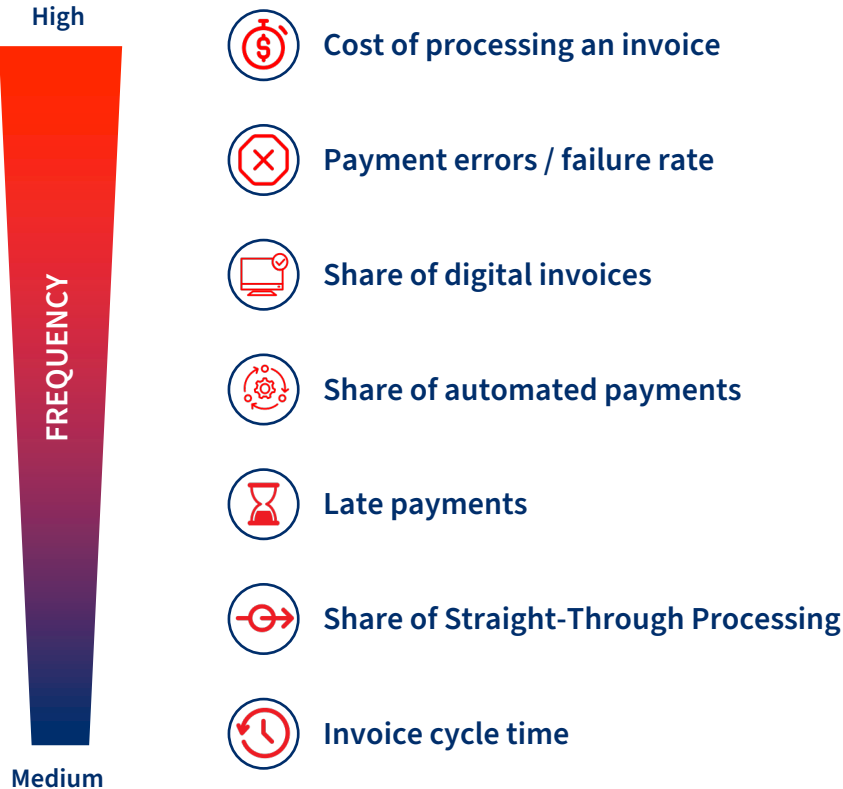 High
FREQUENCY
Medium
$
Cost of processing an invoice
Payment errors / failure rate
Share of digital invoices
Share of automated payments
Late payments
Share of Straight-Through Processing
Invoice cycle time